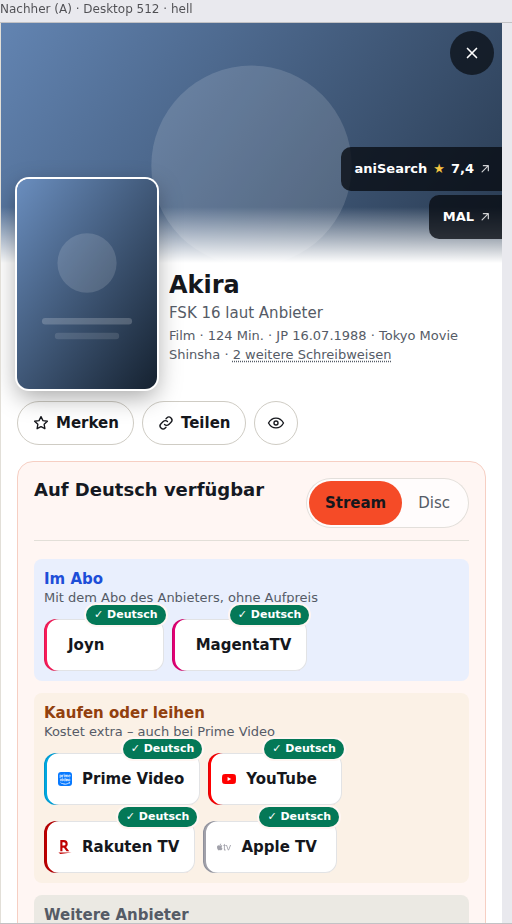 Nachher (A) · Desktop 512 · hell
aniSearch ★ 7,4 ↗
MAL ↗
Akira
FSK 16 laut Anbieter
Film · 124 Min. · JP 16.07.1988 · Tokyo Movie
Shinsha · 2 weitere Schreibweisen
Merken
Teilen
Auf Deutsch verfügbar
Stream
Disc
Im Abo
Mit dem Abo des Anbieters, ohne Aufpreis
✓ Deutsch
✓ Deutsch
Joyn
MagentaTV
Kaufen oder leihen
Kostet extra – auch bei Prime Video
✓ Deutsch
✓ Deutsch
Prime Video
YouTube
✓ Deutsch
✓ Deutsch
Rakuten TV
tv
Apple TV
Weitere Anbieter